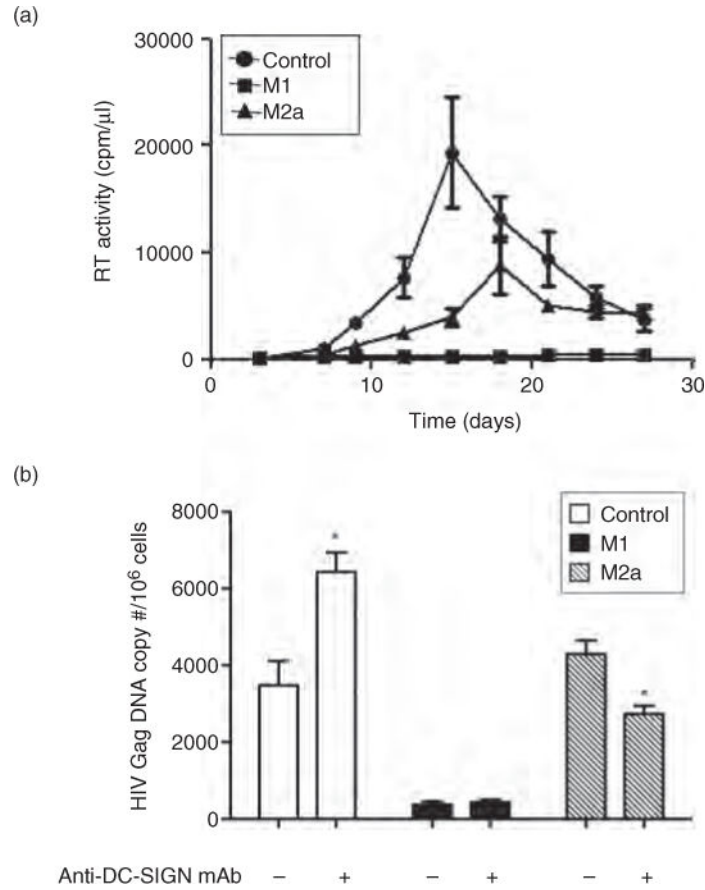 (a)
30000
20000
10000
0
RT activity (cpm/µl)
Control
M1
M2a
0
10
20
30
Time (days)
(b)
8000
6000
4000
2000
0
HIV Gag DNA copy #/10⁶ cells
*
*
Control
M1
M2a
Anti-DC-SIGN mAb − + − + − +